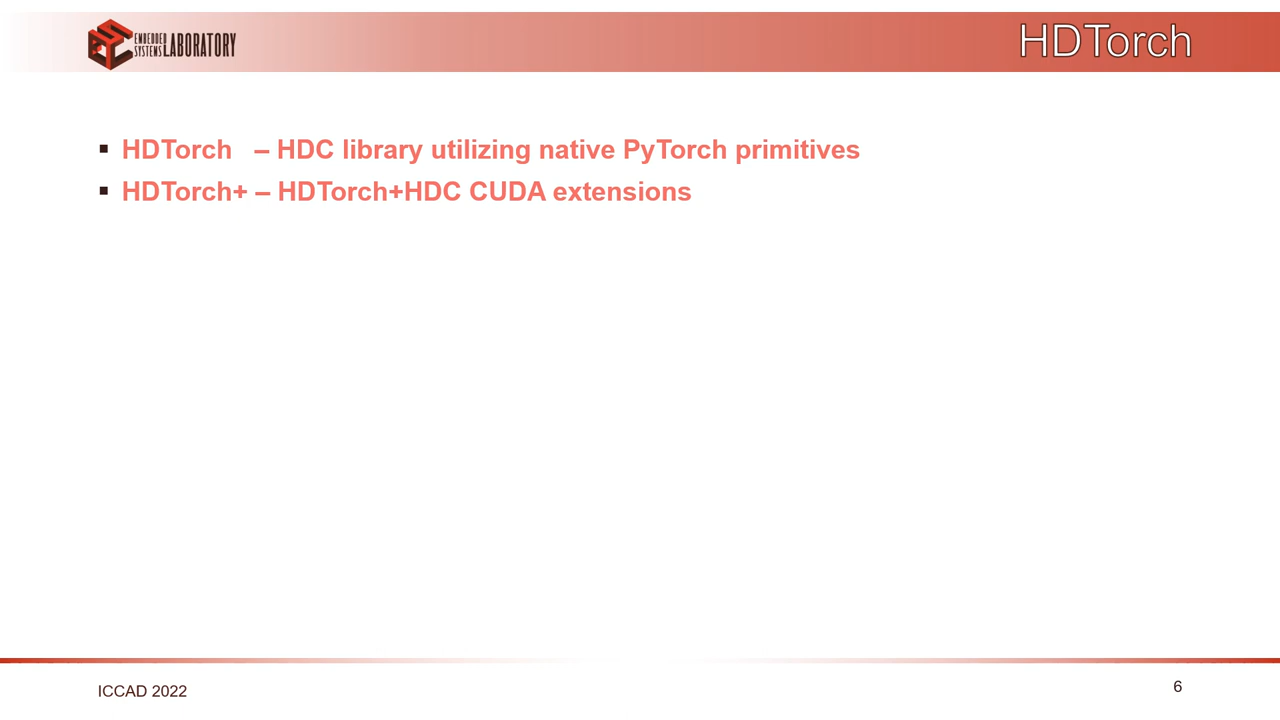 EMBEDDED SYSTEMS LABORATORY
HDTorch
▪ HDTorch – HDC library utilizing native PyTorch primitives
▪ HDTorch+ – HDTorch+HDC CUDA extensions
ICCAD 2022
6